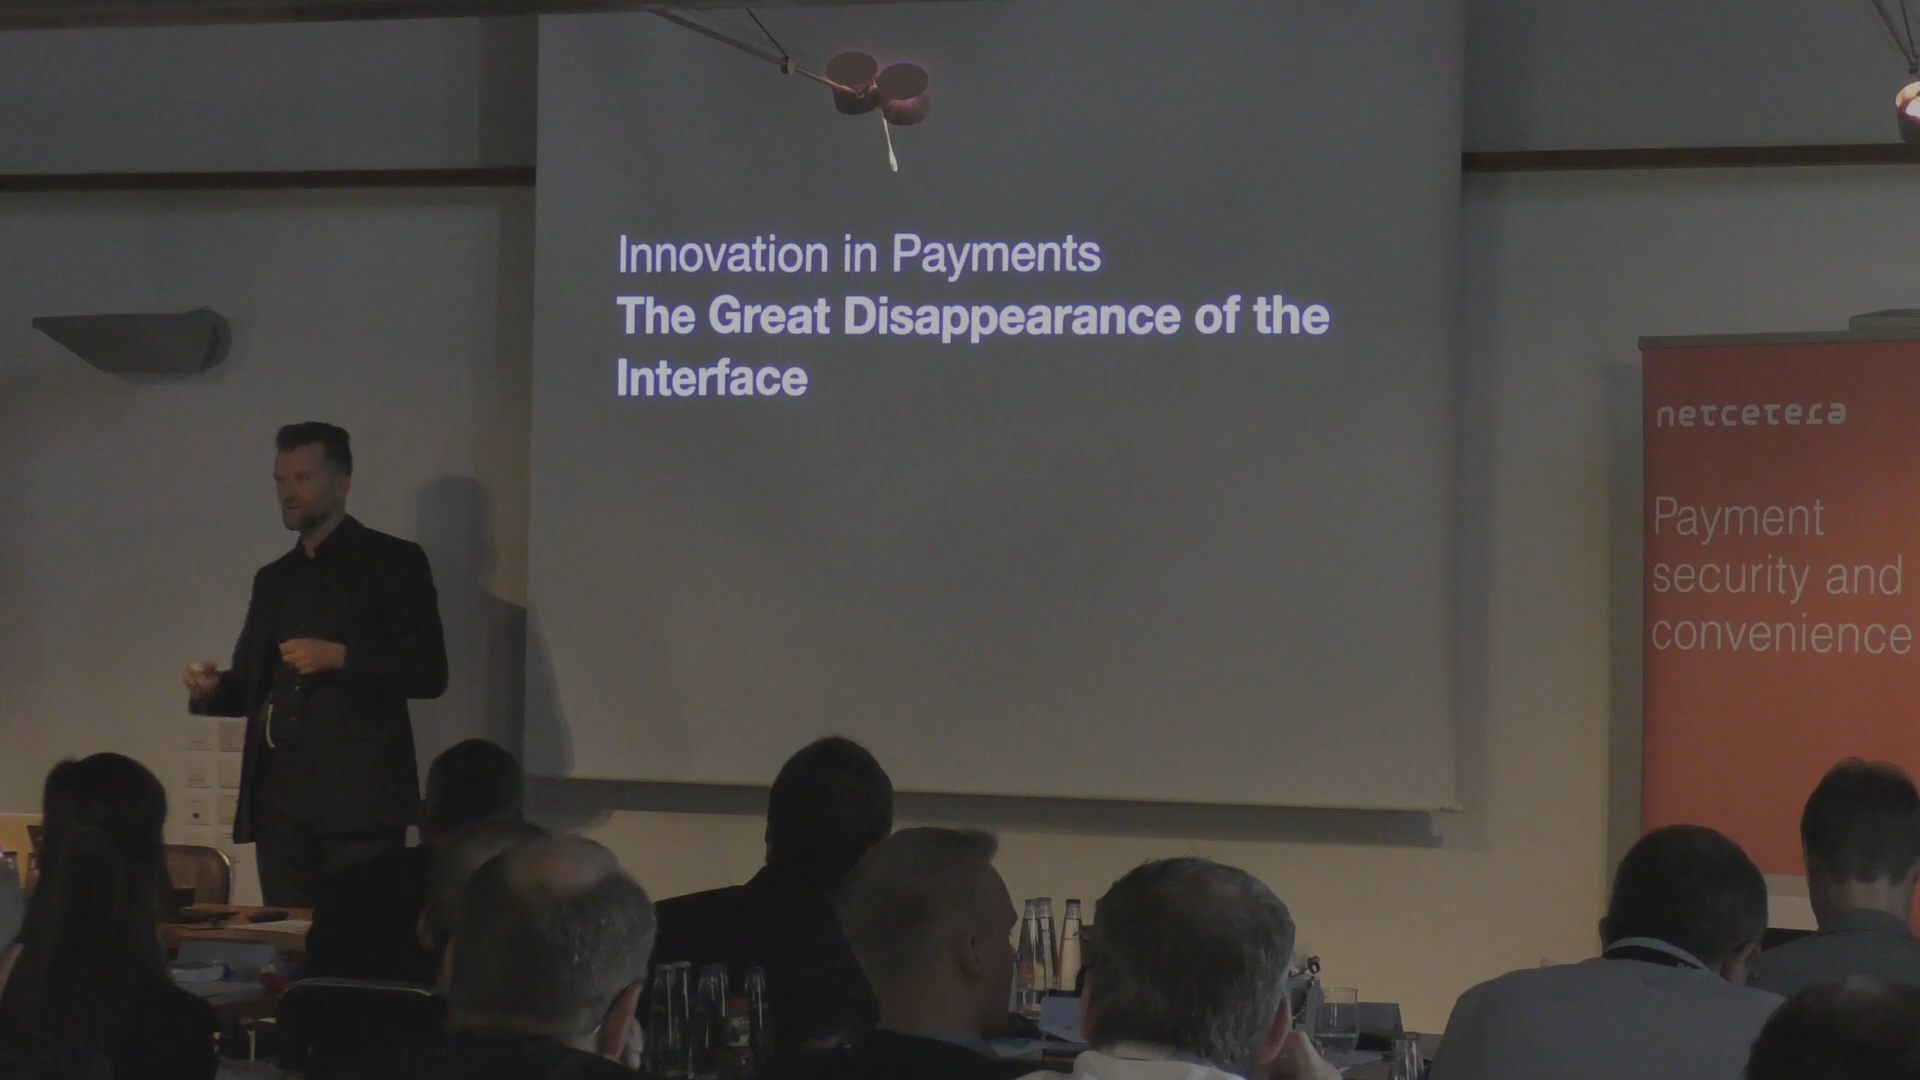 Innovation in Payments
The Great Disappearance of the
Interface
netcetera
Payment
security and
convenience